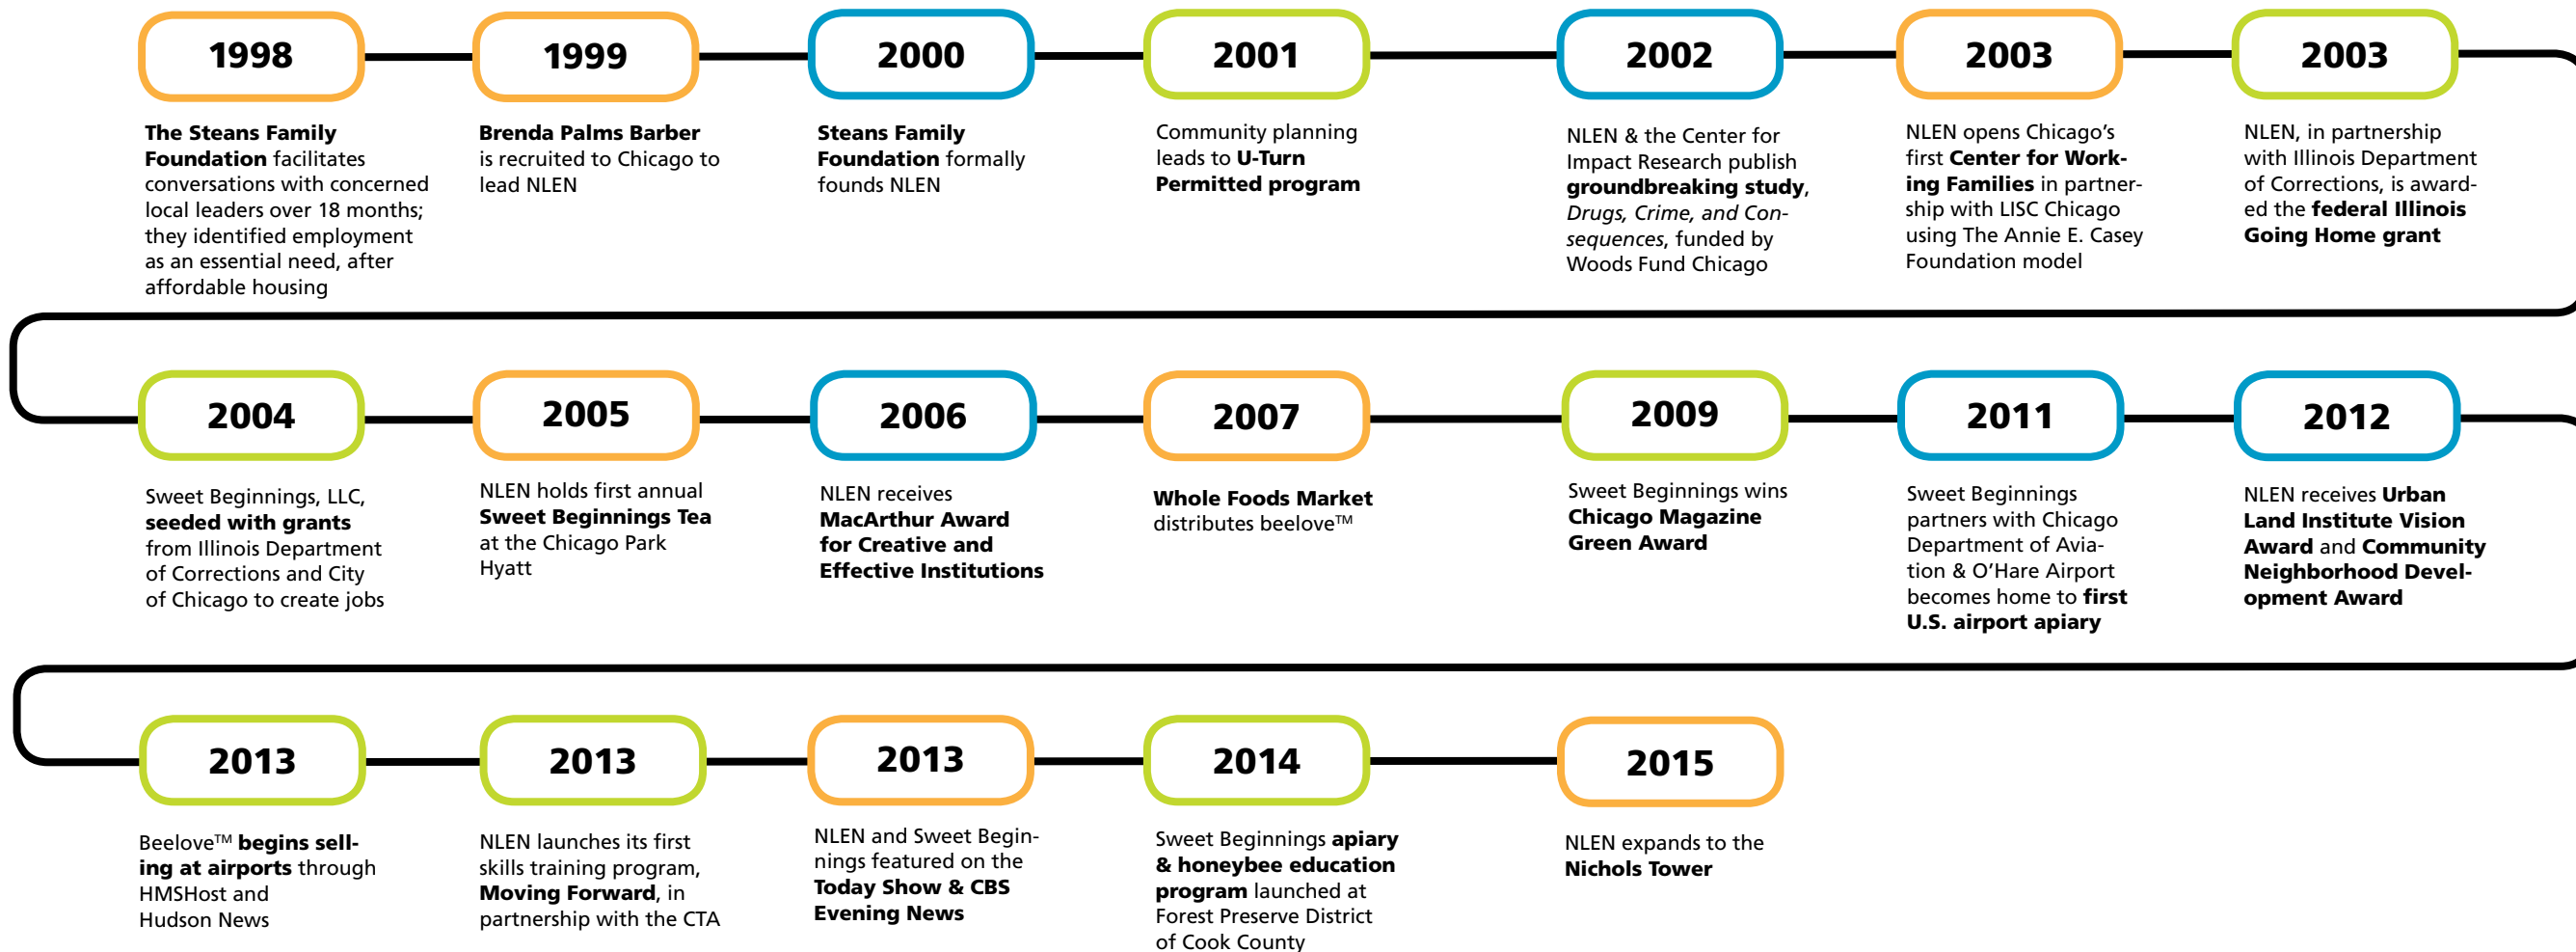 1998
1999
2000
2001
2002
2003
2003
The Steans Family
Foundation facilitates
conversations with concerned
local leaders over 18 months;
they identified employment
as an essential need, after
affordable housing
Brenda Palms Barber
is recruited to Chicago to
lead NLEN
Steans Family
Foundation formally
founds NLEN
Community planning
leads to U-Turn
Permitted program
NLEN & the Center for
Impact Research publish
groundbreaking study,
Drugs, Crime, and Con-
sequences, funded by
Woods Fund Chicago
NLEN opens Chicago’s
first Center for Work-
ing Families in partner-
ship with LISC Chicago
using The Annie E. Casey
Foundation model
NLEN, in partnership
with Illinois Department
of Corrections, is award-
ed the federal Illinois
Going Home grant
2004
2005
2006
2007
2009
2011
2012
Sweet Beginnings, LLC,
seeded with grants
from Illinois Department
of Corrections and City
of Chicago to create jobs
NLEN holds first annual
Sweet Beginnings Tea
at the Chicago Park
Hyatt
NLEN receives
MacArthur Award
for Creative and
Effective Institutions
Whole Foods Market
distributes beelove™
Sweet Beginnings wins
Chicago Magazine
Green Award
Sweet Beginnings
partners with Chicago
Department of Avia-
tion & O’Hare Airport
becomes home to first
U.S. airport apiary
NLEN receives Urban
Land Institute Vision
Award and Community
Neighborhood Devel-
opment Award
2013
2013
2013
2014
2015
Beelove™ begins sell-
ing at airports through
HMSHost and
Hudson News
NLEN launches its first
skills training program,
Moving Forward, in
partnership with the CTA
NLEN and Sweet Begin-
nings featured on the
Today Show & CBS
Evening News
Sweet Beginnings apiary
& honeybee education
program launched at
Forest Preserve District
of Cook County
NLEN expands to the
Nichols Tower